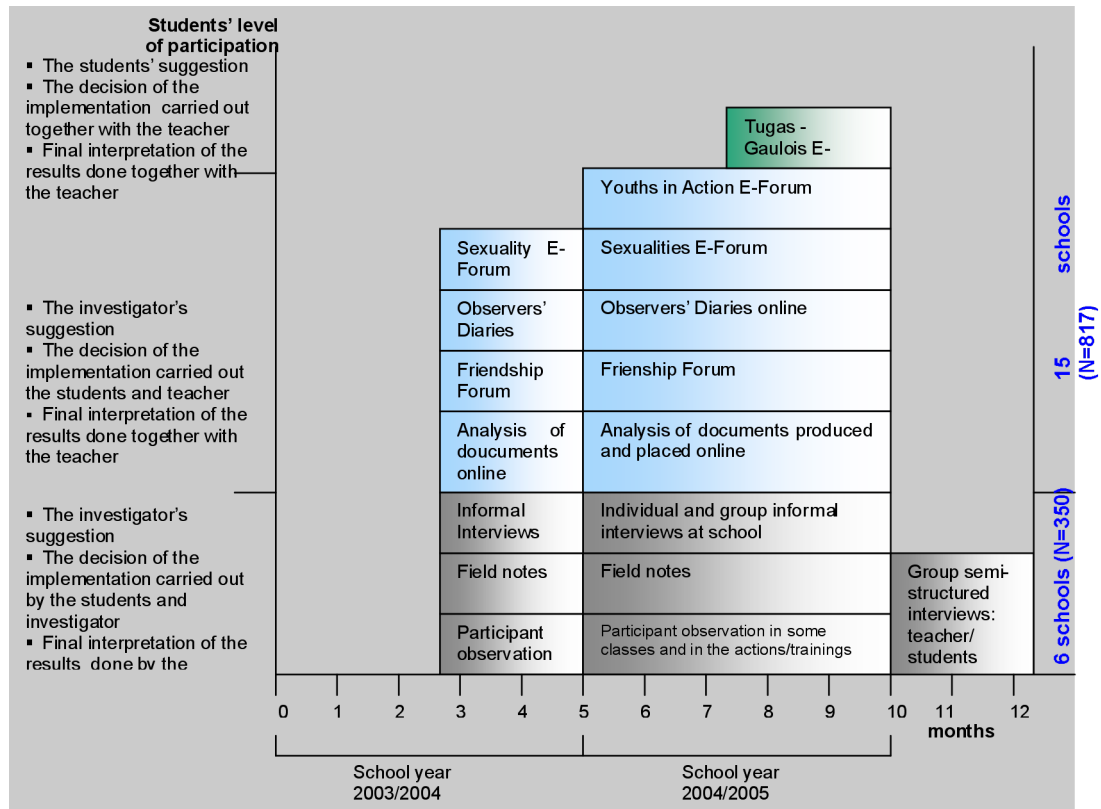 Students' level
of participation
▪ The students' suggestion
▪ The decision of the
implementation carried out
together with the teacher
▪ Final interpretation of the
results done together with
the teacher
▪ The investigator's
suggestion
▪ The decision of the
implementation carried out
the students and teacher
▪ Final interpretation of the
results done together with
the teacher
▪ The investigator's
suggestion
▪ The decision of the
implementation carried out
by the students and
investigator
▪ Final interpretation of the
results done by the
Tugas -
Gaulois E-
Youths in Action E-Forum
Sexuality E-
Forum
Sexualities E-Forum
Observers' 
Diaries
Observers' Diaries online
Friendship
Forum
Frienship Forum
Analysis of
doucuments
online
Analysis of documents produced
and placed online
Informal
Interviews
Individual and group informal
interviews at school
Field notes
Field notes
Participant
observation
Participant observation in some
classes and in the actions/trainings
Group semi-
structured
interviews:
teacher/
students
15 schools
(N=817)
6 schools (N=350)
0 1 2 3 4 5 6 7 8 9 10 11 12
months
School year
2003/2004
School year
2004/2005